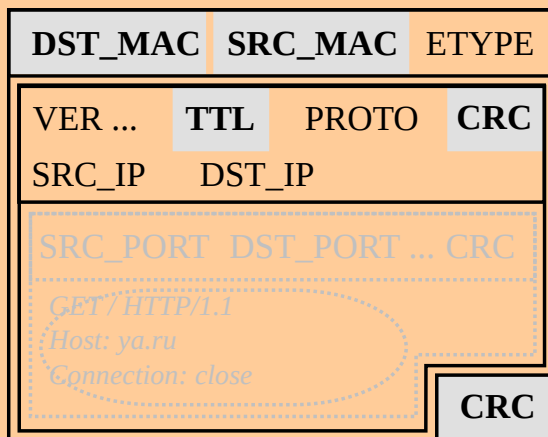 DST_MAC SRC_MAC ETYPE
VER ... TTL PROTO CRC
SRC_IP DST_IP
SRC_PORT DST_PORT ... CRC
GET / HTTP/1.1
Host: ya.ru
Connection: close
CRC